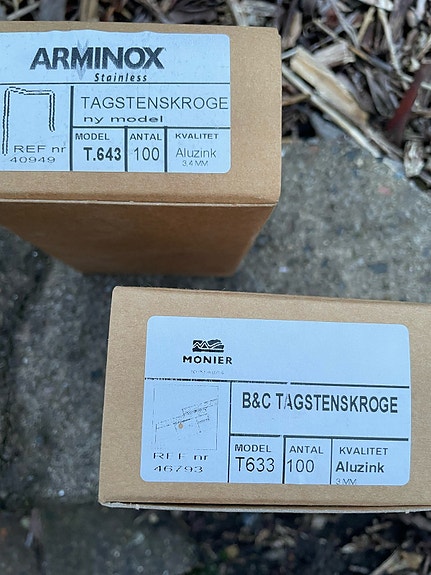 ARMINOX
Stainless
TAGSTENSKROGE
ny model
REF nr
40949
MODEL
T.643
ANTAL
100
KVALITET
Aluzink
3.4 MM
MONIER
B&C TAGSTENSKROGE
REF nr
46793
MODEL
T633
ANTAL
100
KVALITET
Aluzink
3 MM